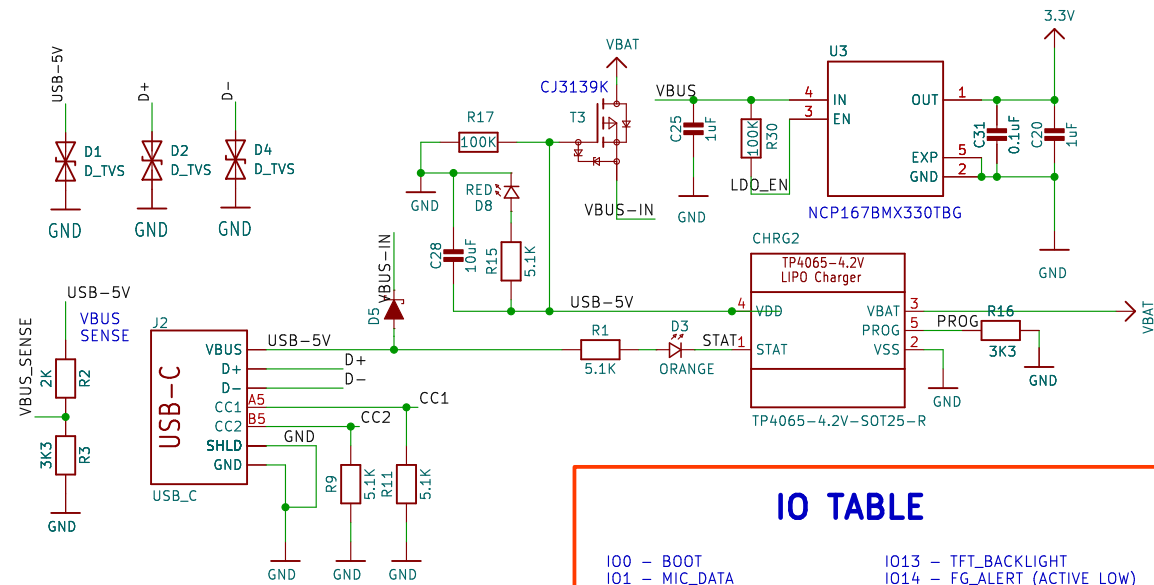 USB-5V
D1
D_TVS
GND
D+
D2
D_TVS
GND
D-
D4
D_TVS
GND
R17
100K
GND
RED
D8
C28
10uF
R15
5.1K
CJ3139K
VBAT
T3
VBUS-IN
VBUS
C25
1uF
GND
100K
R30
LDO_EN
U3
4
IN
3
EN
OUT
1
EXP
5
GND
2
NCP167BMX330TBG
3.3V
C31
0.1uF
C20
1uF
GND
VBUS-IN
D5
USB-5V
CHRG2
TP4065-4.2V
LIPO Charger
4
VDD
1
STAT
VBAT
3
PROG
5
VSS
2
TP4065-4.2V-SOT25-R
PROG
R16
3K3
GND
GND
VBAT
R1
5.1K
D3
ORANGE
STAT
USB-5V
VBUS
SENSE
VBUS_SENSE
2K
R2
3K3
R3
GND
J2
USB-C
VBUS
D+
D-
CC1
CC2
SHLD
GND
A5
B5
USB_C
USB-5V
D+
D-
CC1
CC2
GND
R9
5.1K
R11
5.1K
GND
GND
GND
IO TABLE
IO0 - BOOT
IO1 - MIC_DATA
IO13 - TFT_BACKLIGHT
IO14 - FG_ALERT (ACTIVE LOW)